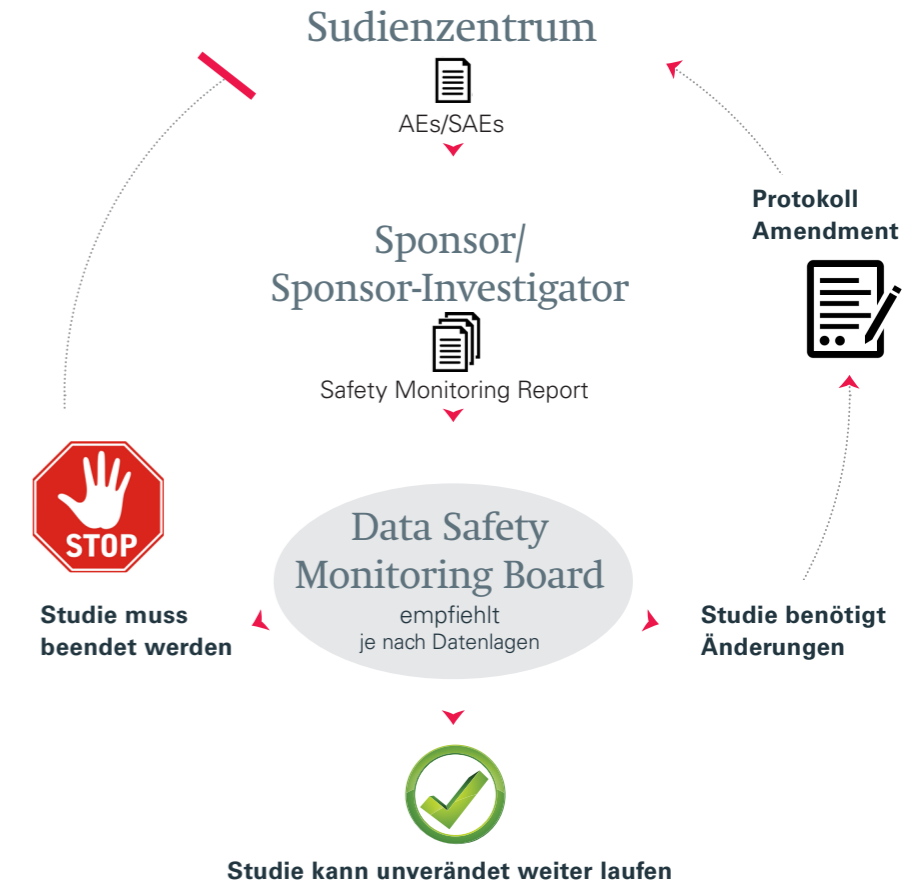 Sudienzentrum
AEs/SAEs
Protokoll
Amendment
Sponsor/
Sponsor-Investigator
Safety Monitoring Report
STOP
Data Safety
Monitoring Board
empfiehlt
je nach Datenlagen
Studie muss
beendet werden
Studie benötigt
Änderungen
Studie kann unverändet weiter laufen